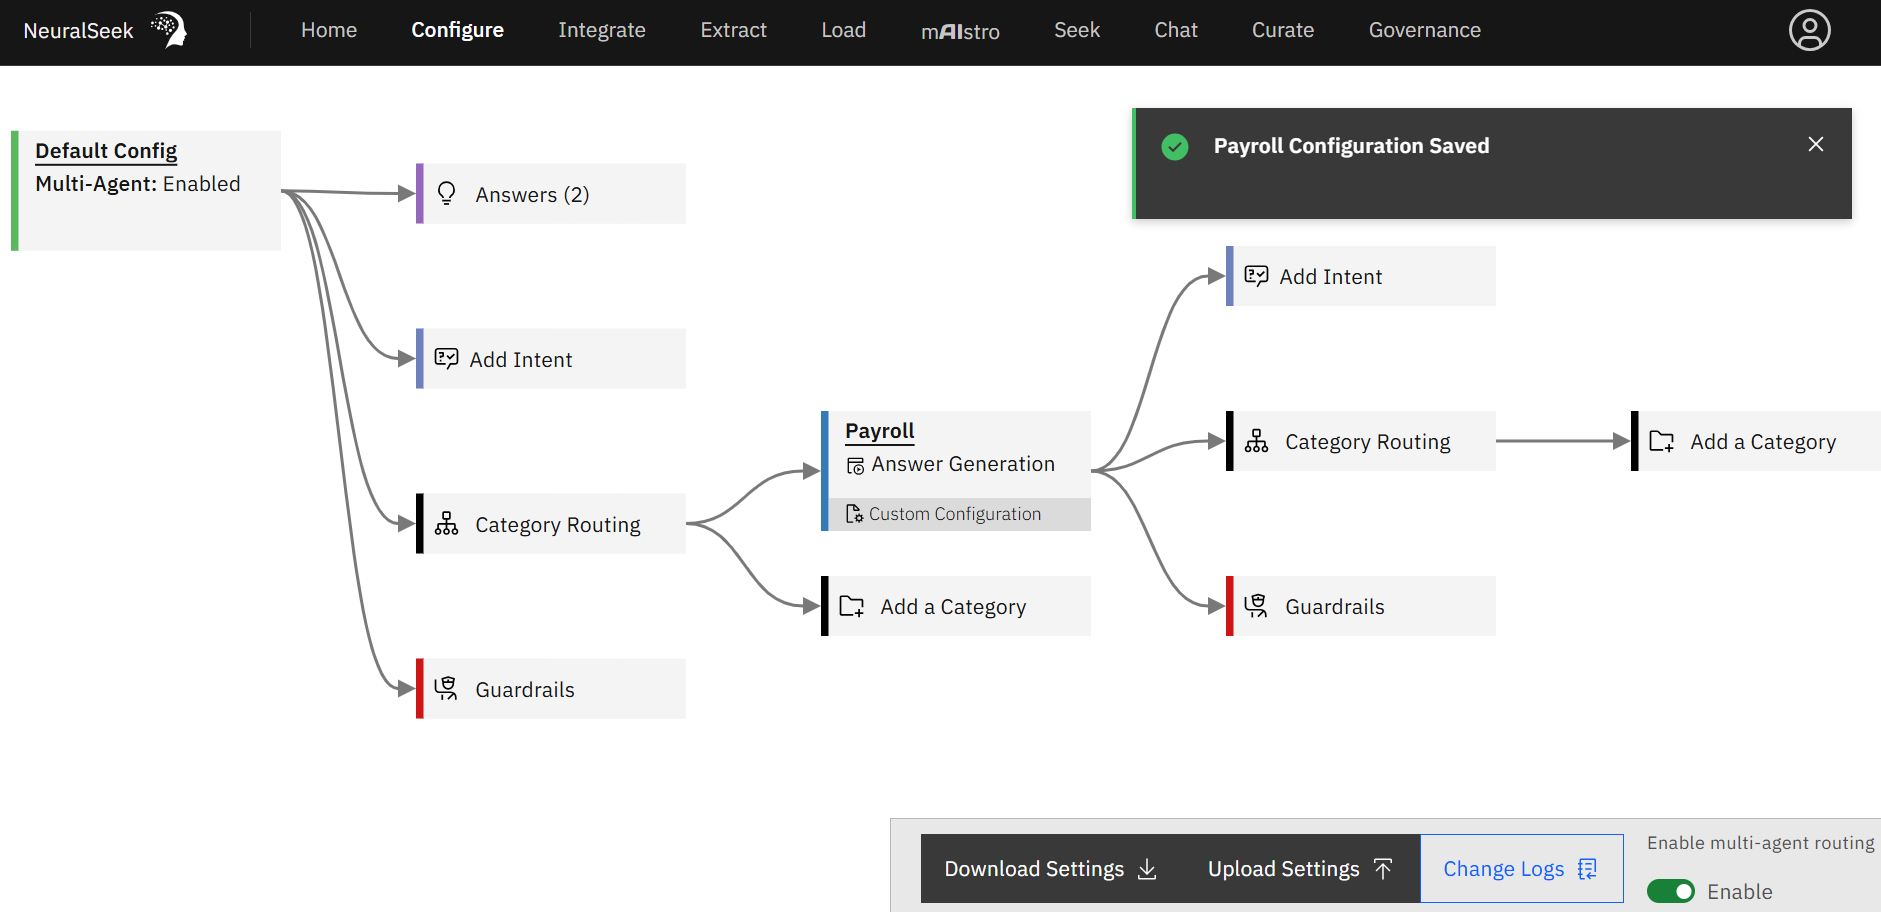 NeuralSeek
Home
Configure
Integrate
Extract
Load
mAIstro
Seek
Chat
Curate
Governance
Default Config
Multi-Agent: Enabled
Payroll Configuration Saved
Answers (2)
Add Intent
Category Routing
Guardrails
Payroll
Answer Generation
Custom Configuration
Add a Category
Add Intent
Category Routing
Guardrails
Add a Category
Download Settings
Upload Settings
Change Logs
Enable multi-agent routing
Enable